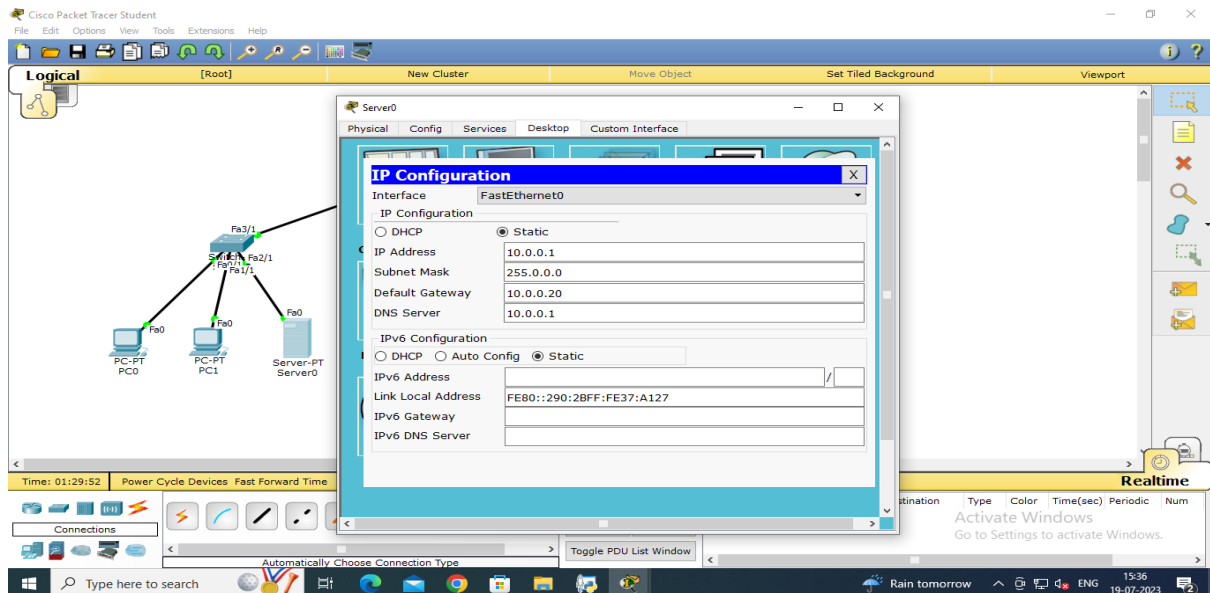 Cisco Packet Tracer Student
File Edit Options View Tools Extensions Help
Logical [Root] New Cluster Move Object Set Tiled Background Viewport
Server0
Physical Config Services Desktop Custom Interface
IP Configuration X
Interface FastEthernet0
IP Configuration
DHCP Static
IP Address 10.0.0.1
Subnet Mask 255.0.0.0
Default Gateway 10.0.0.20
DNS Server 10.0.0.1
IPv6 Configuration
DHCP Auto Config Static
IPv6 Address /
Link Local Address FE80::290:2BFF:FE37:A127
IPv6 Gateway
IPv6 DNS Server
Fa3/1
Fa2/1
Fa1/1
Fa0 Fa0 Fa0
PC-PT PC-PT Server-PT
PC0 PC1 Server0
Time: 01:29:52 Power Cycle Devices Fast Forward Time Realtime
Connections
Automatically Choose Connection Type
Toggle PDU List Window
Type Color Time(sec) Periodic Num
Activate Windows
Go to Settings to activate Windows.
Type here to search Rain tomorrow ENG 15:36
19-07-2023